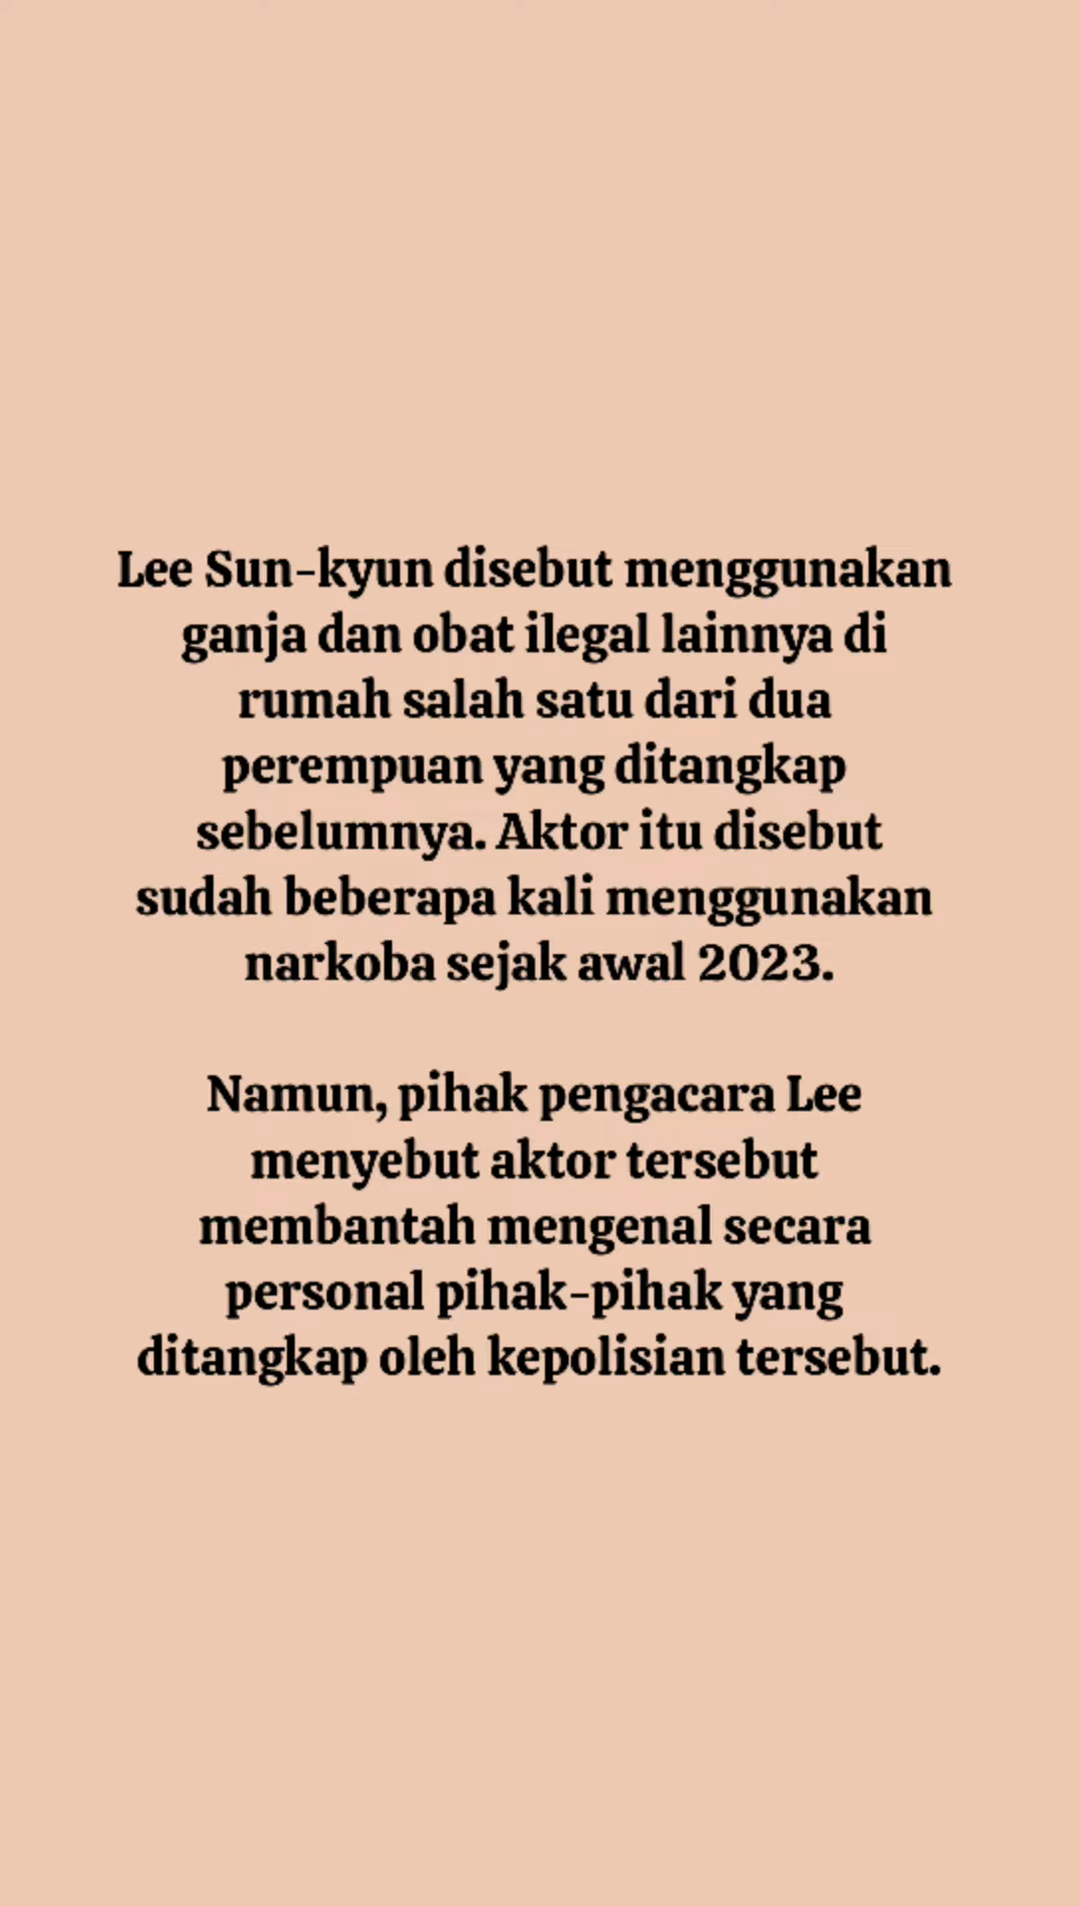 Lee Sun-kyun disebut menggunakan
ganja dan obat ilegal lainnya di
rumah salah satu dari dua
perempuan yang ditangkap
sebelumnya. Aktor itu disebut
sudah beberapa kali menggunakan
narkoba sejak awal 2023.
Namun, pihak pengacara Lee
menyebut aktor tersebut
membantah mengenal secara
personal pihak-pihak yang
ditangkap oleh kepolisian tersebut.